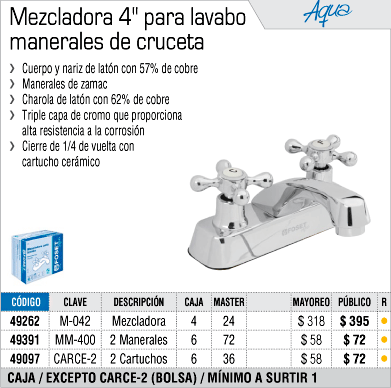 Mezcladora 4" para lavabo
manerales de cruceta
Aqua
› Cuerpo y nariz de latón con 57% de cobre
› Manerales de zamac
› Charola de latón con 62% de cobre
› Triple capa de cromo que proporciona
alta resistencia a la corrosión
› Cierre de 1/4 de vuelta con
cartucho cerámico
FOSET
FOSET
CÓDIGO CLAVE DESCRIPCIÓN CAJA MASTER MAYOREO PÚBLICO R
49262 M-042 Mezcladora 4 24 $ 318 $ 395 •
49391 MM-400 2 Manerales 6 72 $ 58 $ 72 •
49097 CARCE-2 2 Cartuchos 6 36 $ 58 $ 72 •
CAJA / EXCEPTO CARCE-2 (BOLSA) / MÍNIMO A SURTIR 1